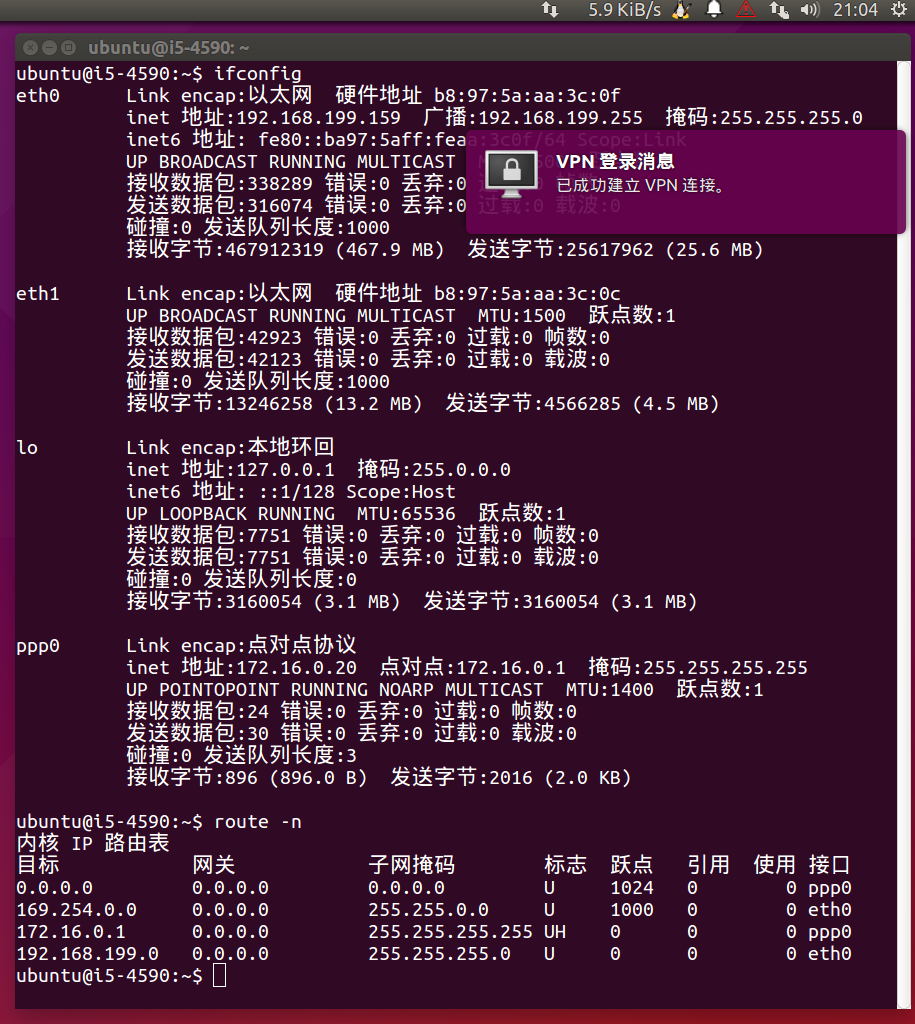 5.9 KiB/s 21:04
ubuntu@i5-4590: ~
ubuntu@i5-4590:~$ ifconfig
eth0 Link encap:以太网 硬件地址 b8:97:5a:aa:3c:0f
inet 地址:192.168.199.159 广播:192.168.199.255 掩码:255.255.255.0
inet6 地址: fe80::ba97:5aff:feaa:3c0f/64 Scope:Link
UP BROADCAST RUNNING MULTICAST
接收数据包:338289 错误:0 丢弃:0 过载:0
发送数据包:316074 错误:0 丢弃:0 过载:0 载波:0
碰撞:0 发送队列长度:1000
接收字节:467912319 (467.9 MB) 发送字节:25617962 (25.6 MB)
VPN 登录消息
已成功建立 VPN 连接。
eth1 Link encap:以太网 硬件地址 b8:97:5a:aa:3c:0c
UP BROADCAST RUNNING MULTICAST MTU:1500 跃点数:1
接收数据包:42923 错误:0 丢弃:0 过载:0 帧数:0
发送数据包:42123 错误:0 丢弃:0 过载:0 载波:0
碰撞:0 发送队列长度:1000
接收字节:13246258 (13.2 MB) 发送字节:4566285 (4.5 MB)
lo Link encap:本地环回
inet 地址:127.0.0.1 掩码:255.0.0.0
inet6 地址: ::1/128 Scope:Host
UP LOOPBACK RUNNING MTU:65536 跃点数:1
接收数据包:7751 错误:0 丢弃:0 过载:0 帧数:0
发送数据包:7751 错误:0 丢弃:0 过载:0 载波:0
碰撞:0 发送队列长度:0
接收字节:3160054 (3.1 MB) 发送字节:3160054 (3.1 MB)
ppp0 Link encap:点对点协议
inet 地址:172.16.0.20 点对点:172.16.0.1 掩码:255.255.255.255
UP POINTOPOINT RUNNING NOARP MULTICAST MTU:1400 跃点数:1
接收数据包:24 错误:0 丢弃:0 过载:0 帧数:0
发送数据包:30 错误:0 丢弃:0 过载:0 载波:0
碰撞:0 发送队列长度:3
接收字节:896 (896.0 B) 发送字节:2016 (2.0 KB)
ubuntu@i5-4590:~$ route -n
内核 IP 路由表
目标 网关 子网掩码 标志 跃点 引用 使用 接口
0.0.0.0 0.0.0.0 0.0.0.0 U 1024 0 0 ppp0
169.254.0.0 0.0.0.0 255.255.0.0 U 1000 0 0 eth0
172.16.0.1 0.0.0.0 255.255.255.255 UH 0 0 0 ppp0
192.168.199.0 0.0.0.0 255.255.255.0 U 0 0 0 eth0
ubuntu@i5-4590:~$